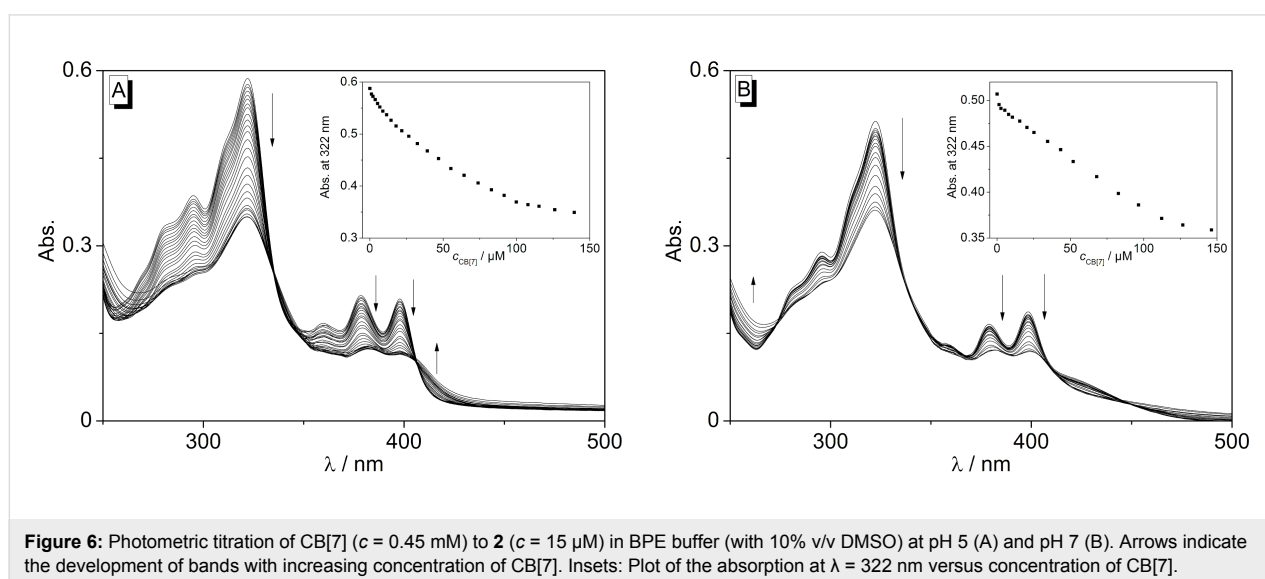 A
0.6
0.3
0
Abs.
300
400
500
λ / nm
0.6
0.5
0.4
0.3
Abs. at 322 nm
0
50
100
150
c CB[7] / µM
B
0.6
0.3
0
Abs.
300
400
500
λ / nm
0.50
0.45
0.40
0.35
Abs. at 322 nm
0
50
100
150
c CB[7] / µM
Figure 6: Photometric titration of CB[7] (c = 0.45 mM) to 2 (c = 15 µM) in BPE buffer (with 10% v/v DMSO) at pH 5 (A) and pH 7 (B). Arrows indicate
the development of bands with increasing concentration of CB[7]. Insets: Plot of the absorption at λ = 322 nm versus concentration of CB[7].